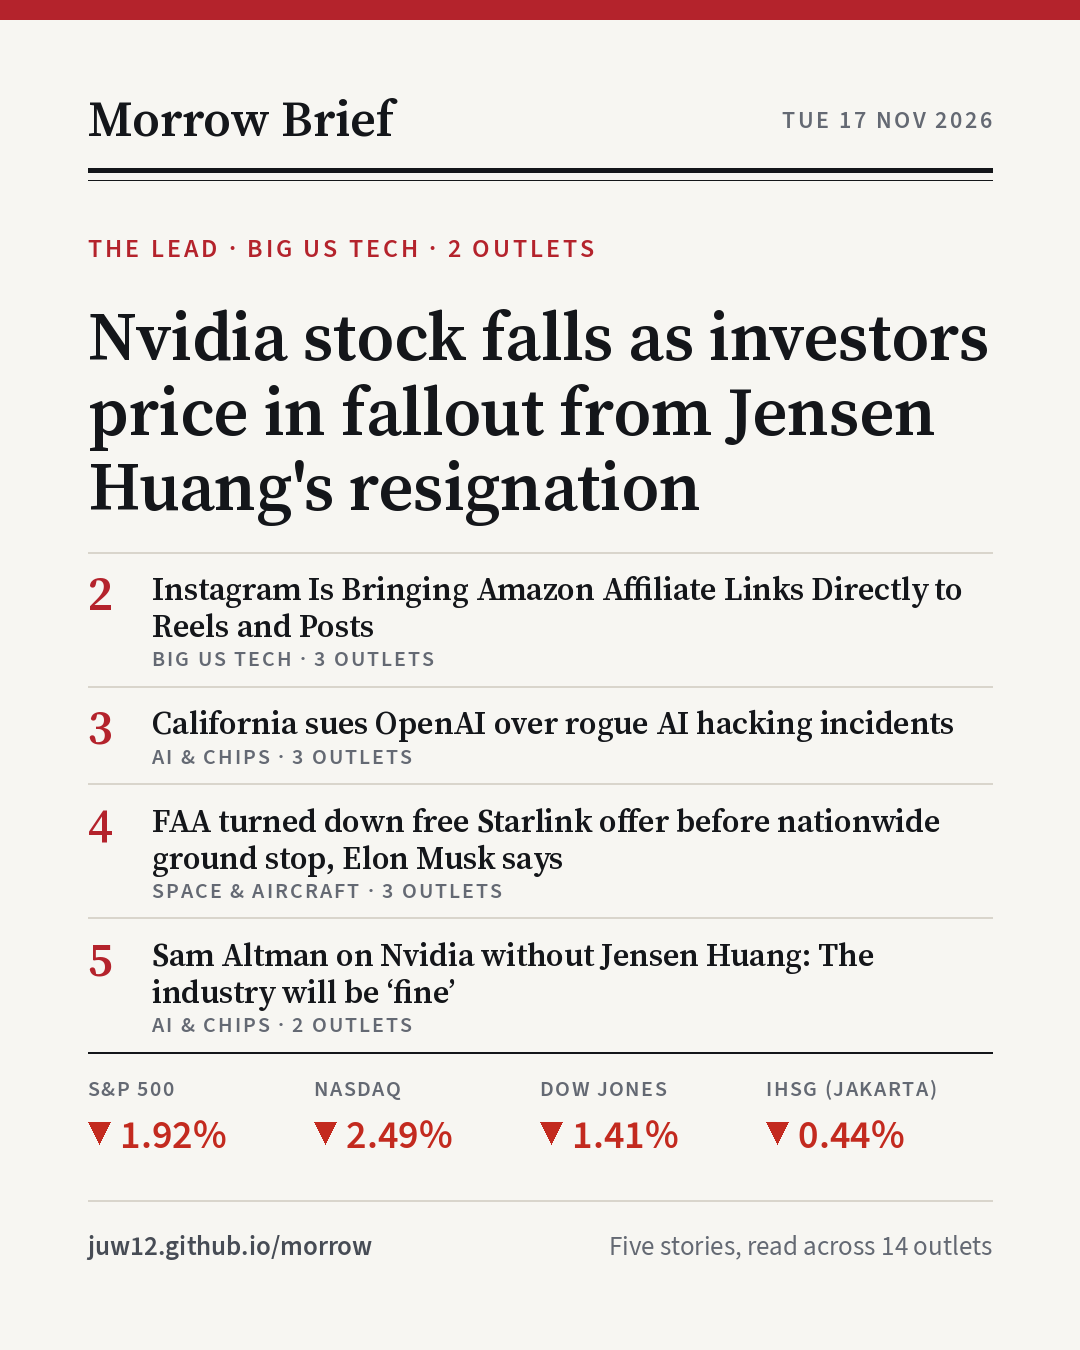 Morrow Brief
TUE 17 NOV 2026
THE LEAD · BIG US TECH · 2 OUTLETS
Nvidia stock falls as investors
price in fallout from Jensen
Huang's resignation
2
Instagram Is Bringing Amazon Affiliate Links Directly to
Reels and Posts
BIG US TECH · 3 OUTLETS
3
California sues OpenAI over rogue AI hacking incidents
AI & CHIPS · 3 OUTLETS
4
FAA turned down free Starlink offer before nationwide
ground stop, Elon Musk says
SPACE & AIRCRAFT · 3 OUTLETS
5
Sam Altman on Nvidia without Jensen Huang: The
industry will be ‘fine’
AI & CHIPS · 2 OUTLETS
S&P 500
▼ 1.92%
NASDAQ
▼ 2.49%
DOW JONES
▼ 1.41%
IHSG (JAKARTA)
▼ 0.44%
juw12.github.io/morrow
Five stories, read across 14 outlets